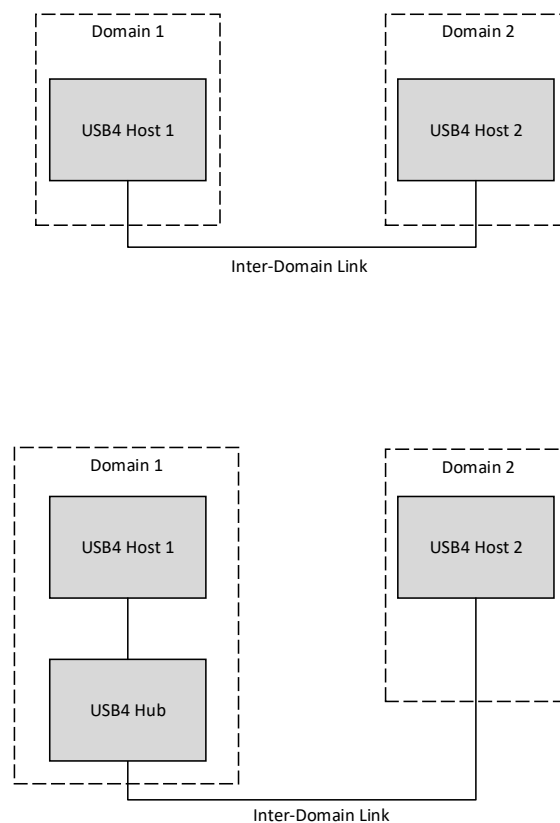 Domain 1
Domain 2
USB4 Host 1
USB4 Host 2
Inter-Domain Link
Domain 1
Domain 2
USB4 Host 1
USB4 Host 2
USB4 Hub
Inter-Domain Link